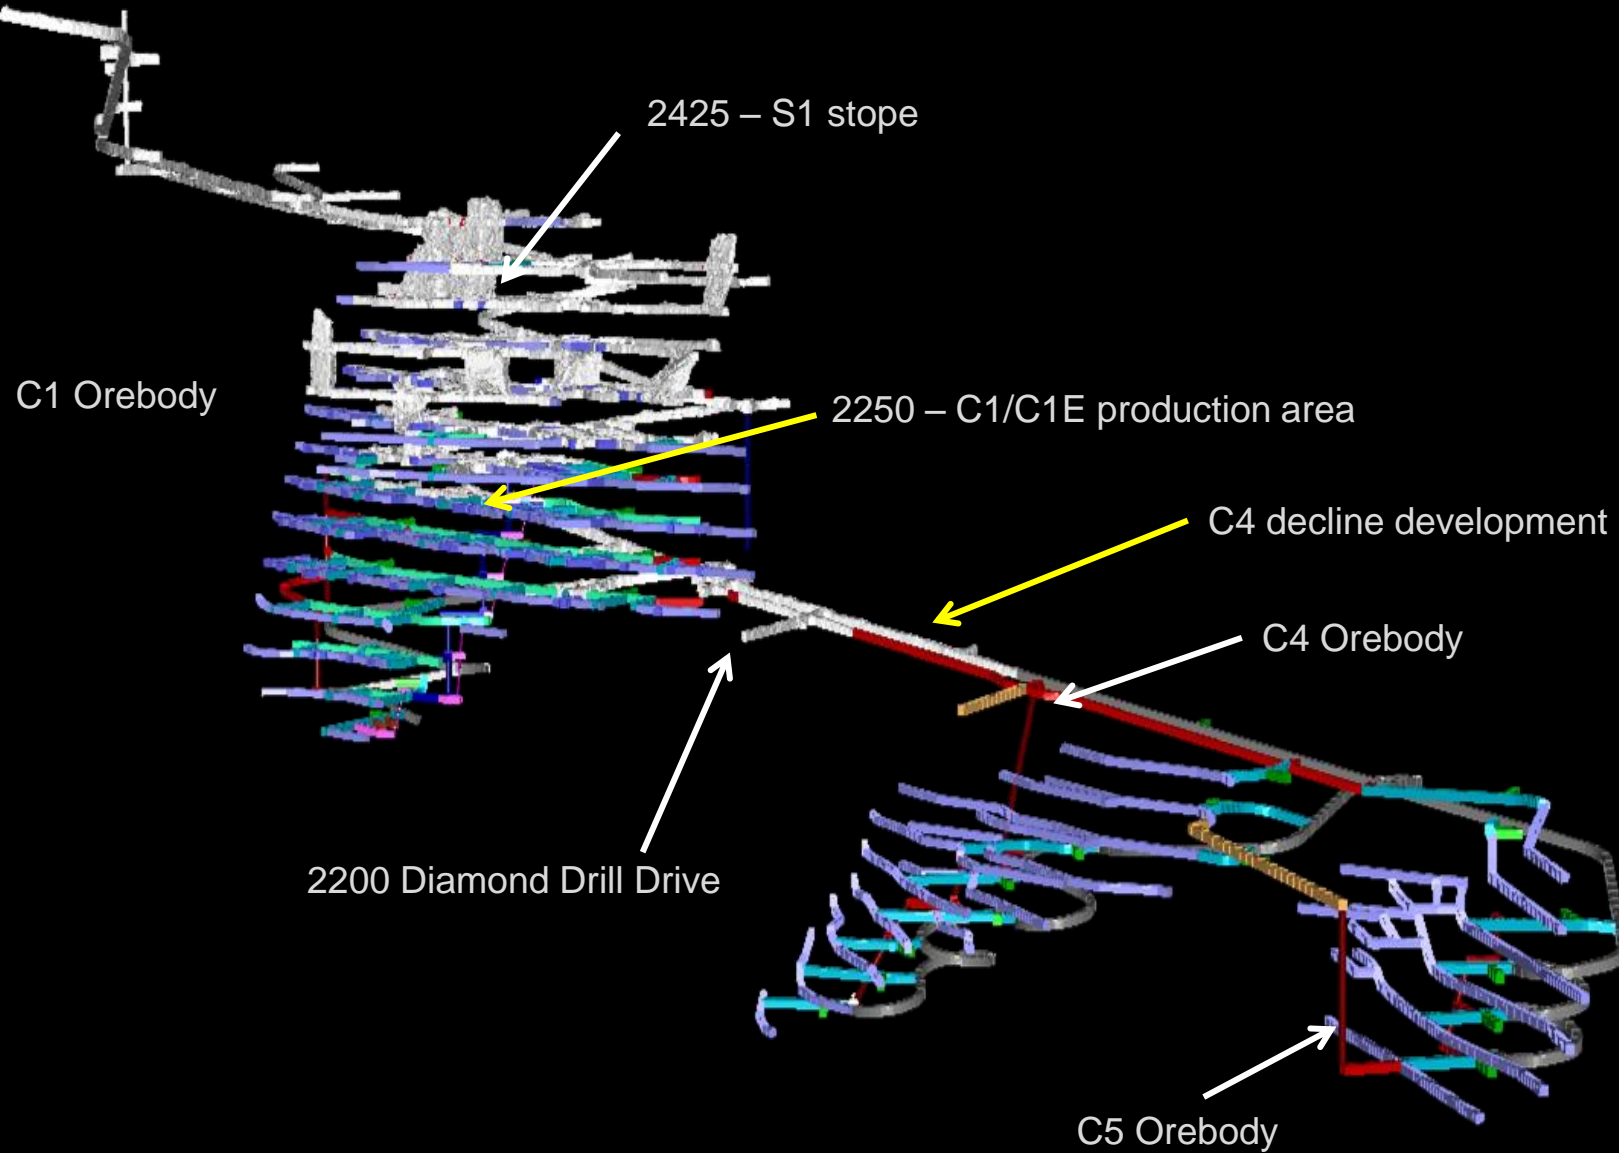 2425 – S1 stope
C1 Orebody
2250 – C1/C1E production area
C4 decline development
C4 Orebody
2200 Diamond Drill Drive
C5 Orebody